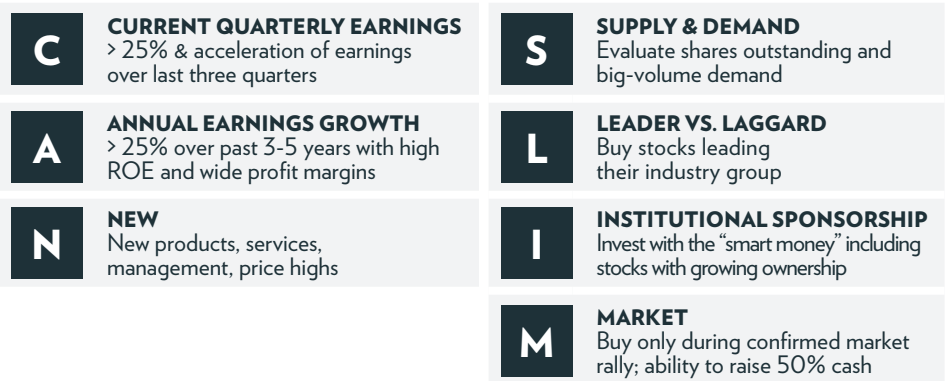 C
CURRENT QUARTERLY EARNINGS
> 25% & acceleration of earnings
over last three quarters
A
ANNUAL EARNINGS GROWTH
> 25% over past 3-5 years with high
ROE and wide profit margins
N
NEW
New products, services,
management, price highs
S
SUPPLY & DEMAND
Evaluate shares outstanding and
big-volume demand
L
LEADER VS. LAGGARD
Buy stocks leading
their industry group
I
INSTITUTIONAL SPONSORSHIP
Invest with the “smart money” including
stocks with growing ownership
M
MARKET
Buy only during confirmed market
rally; ability to raise 50% cash